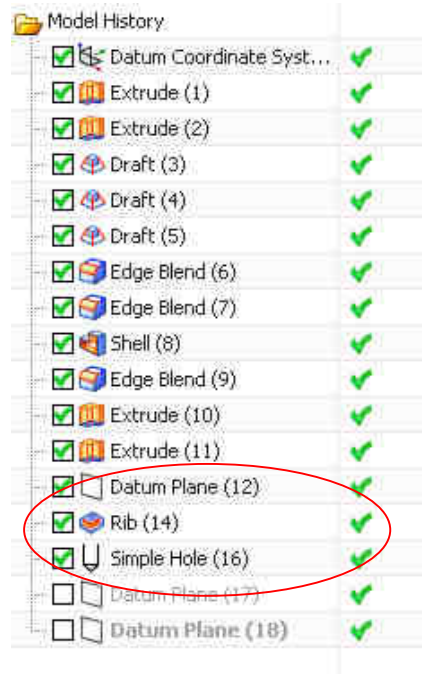 Model History
Datum Coordinate Syst...
Extrude (1)
Extrude (2)
Draft (3)
Draft (4)
Draft (5)
Edge Blend (6)
Edge Blend (7)
Shell (8)
Edge Blend (9)
Extrude (10)
Extrude (11)
Datum Plane (12)
Rib (14)
Simple Hole (16)
Datum Plane (17)
Datum Plane (18)